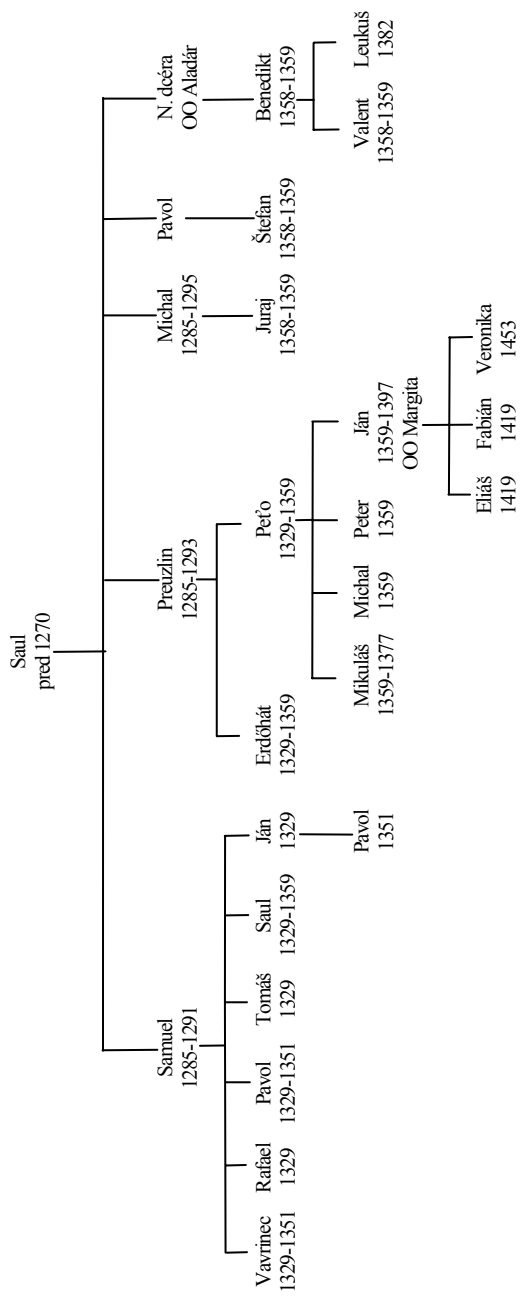 Saul
pred 1270
Samuel
1285-1291
Preuzlin
1285-1293
Michal
1285-1295
Pavol
N. dcéra
OO Aladár
Vavrinec
1329-1351
Rafael
1329
Pavol
1329-1351
Tomáš
1329
Saul
1329-1359
Ján
1329
Erdőhát
1329-1359
Peťo
1329-1359
Juraj
1358-1359
Štefan
1358-1359
Benedikt
1358-1359
Pavol
1351
Mikuláš
1359-1377
Michal
1359
Peter
1359
Ján
1359-1397
OO Margita
Valent
1358-1359
Leukuš
1382
Eliáš
1419
Fabián
1419
Veronika
1453